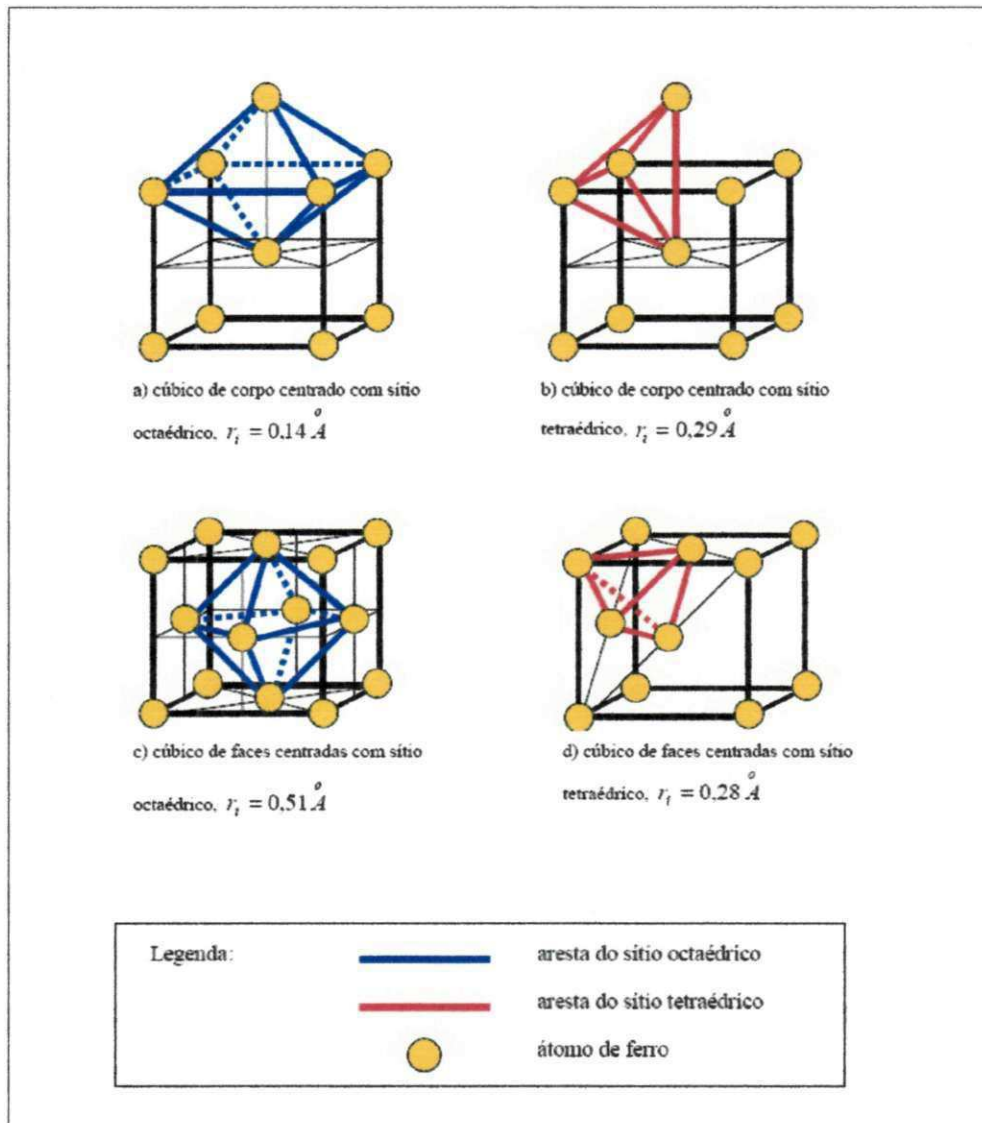 a) cúbico de corpo centrado com sítio
octaédrico, r_i = 0,14 Å
b) cúbico de corpo centrado com sítio
tetraédrico, r_i = 0,29 Å
c) cúbico de faces centradas com sítio
octaédrico, r_i = 0,51 Å
d) cúbico de faces centradas com sítio
tetraédrico, r_i = 0,28 Å
Legenda:
aresta do sítio octaédrico
aresta do sítio tetraédrico
átomo de ferro